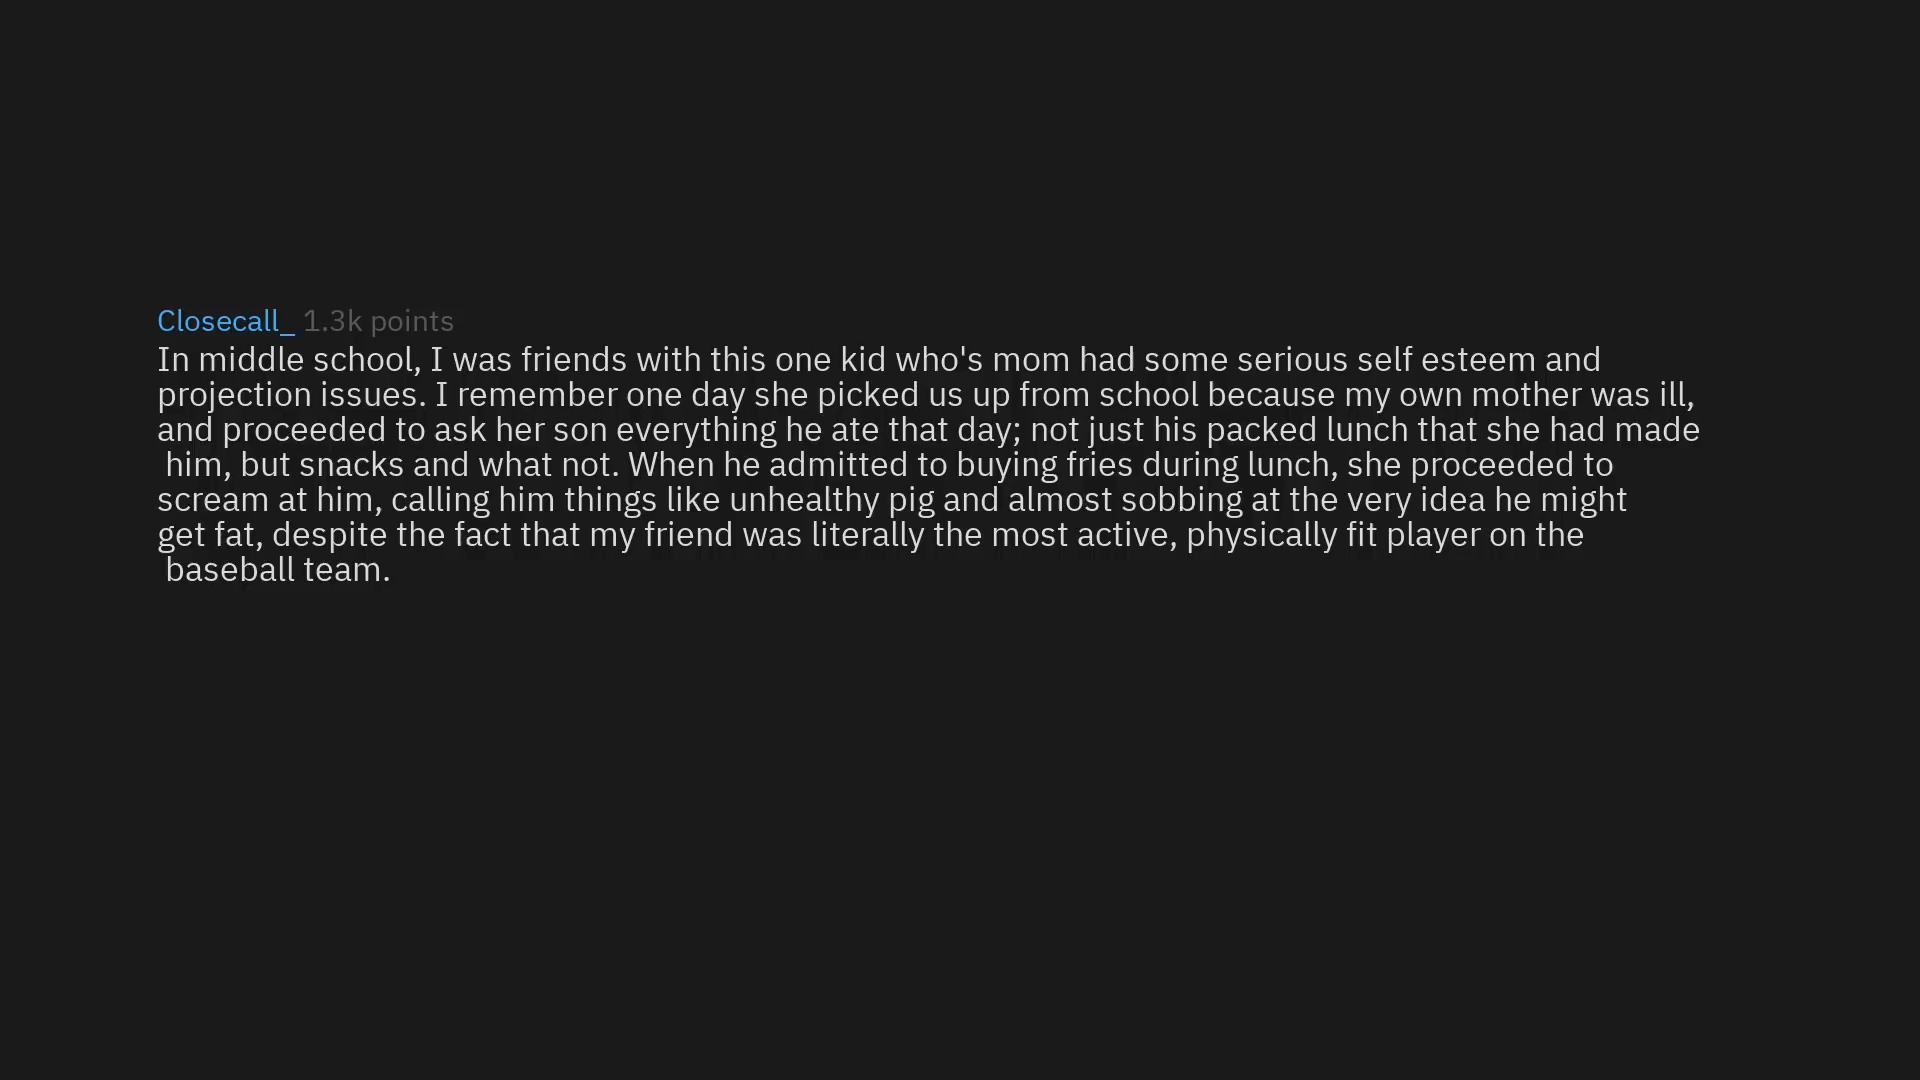 Closecall_ 1.3k points
In middle school, I was friends with this one kid who's mom had some serious self esteem and
projection issues. I remember one day she picked us up from school because my own mother was ill,
and proceeded to ask her son everything he ate that day; not just his packed lunch that she had made
him, but snacks and what not. When he admitted to buying fries during lunch, she proceeded to
scream at him, calling him things like unhealthy pig and almost sobbing at the very idea he might
get fat, despite the fact that my friend was literally the most active, physically fit player on the
baseball team.